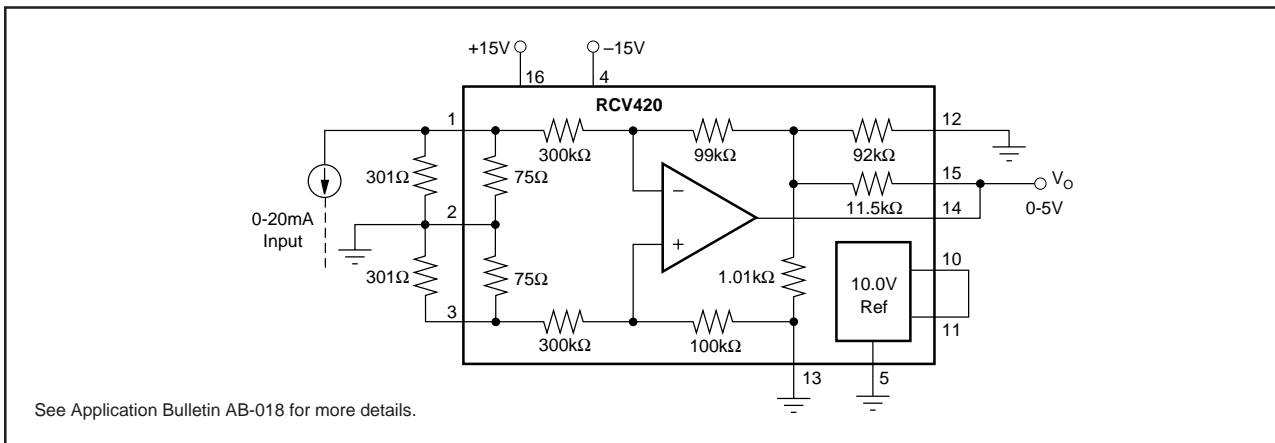 +15V
–15V
16
4
RCV420
1
12
300kΩ
99kΩ
92kΩ
301Ω
75Ω
15
VO
11.5kΩ
0-5V
14
2
0-20mA
Input
10
301Ω
75Ω
1.01kΩ
10.0V
Ref
3
11
300kΩ
100kΩ
13
5
−
+
See Application Bulletin AB-018 for more details.